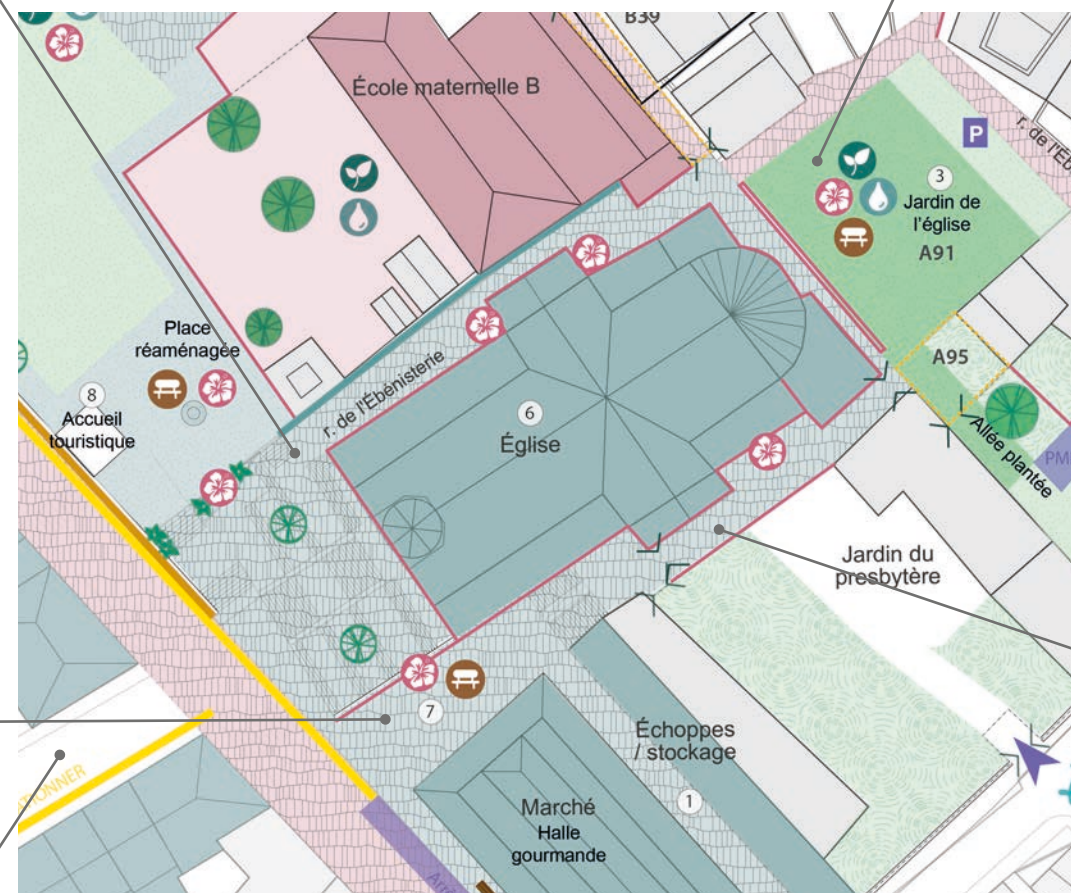 B39
École maternelle B
P
r. de l'Éb
3
Jardin de
l'église
A91
Place
réaménagée
r. de l'Ébénisterie
A95
8
Accueil
touristique
6
Église
Allée plantée
PM
Jardin du
presbytère
7
Échoppes
/ stockage
TIONNER
1
Marché
Halle
gourmande